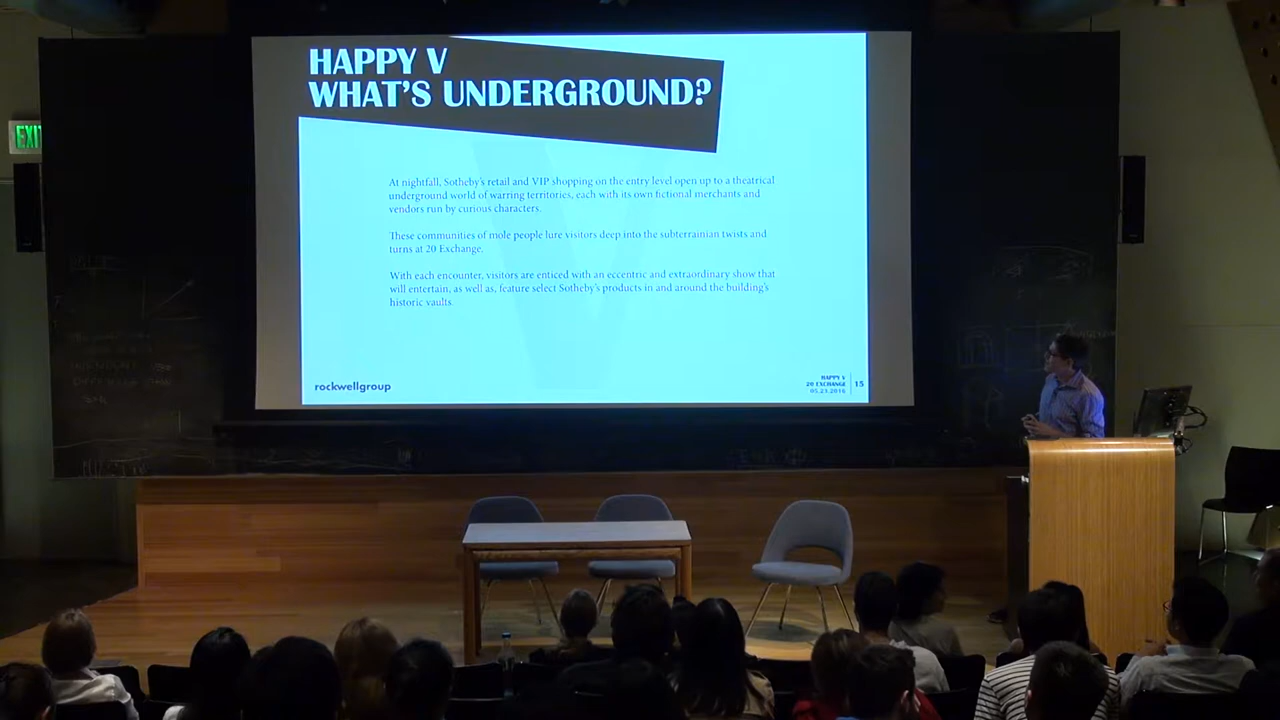 HAPPY V
WHAT'S UNDERGROUND?
EXIT
At nightfall, Sotheby's retail and VIP shopping on the entry level open up to a theatrical
underground world of warring territories, each with its own fictional merchants and
vendors run by curious characters.
These communities of mole people lure visitors deep into the subterrainian twists and
turns at 20 Exchange.
With each encounter, visitors are enticed with an eccentric and extraordinary show that
will entertain, as well as, feature select Sotheby's products in and around the building's
historic vaults.
rockwellgroup
HAPPY V
20 EXCHANGE
05.23.2016
15